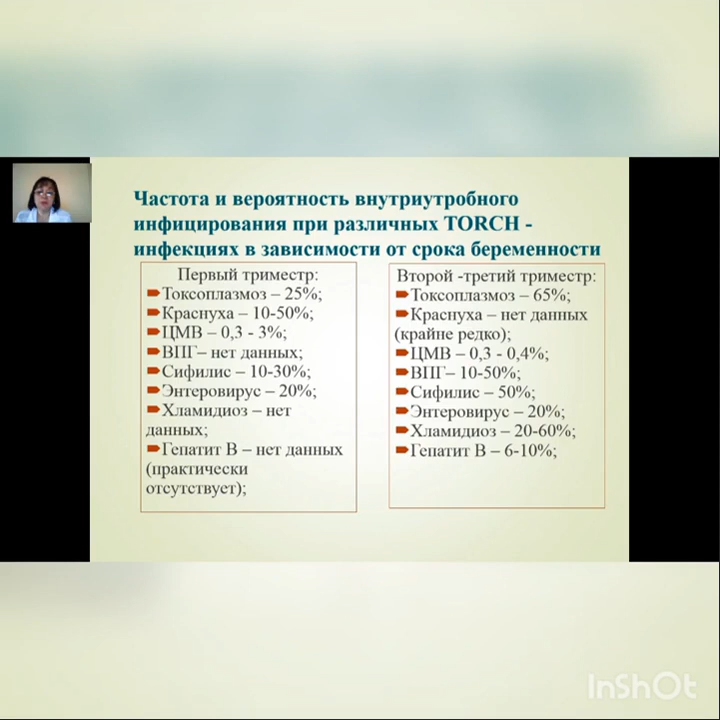 Частота и вероятность внутриутробного
инфицирования при различных TORCH -
инфекциях в зависимости от срока беременности
Первый триместр:
Токсоплазмоз – 25%;
Краснуха – 10-50%;
ЦМВ – 0,3 - 3%;
ВПГ– нет данных;
Сифилис – 10-30%;
Энтеровирус – 20%;
Хламидиоз – нет
данных;
Гепатит В – нет данных
(практически
отсутствует);
Второй -третий триместр:
Токсоплазмоз – 65%;
Краснуха – нет данных
(крайне редко);
ЦМВ – 0,3 - 0,4%;
ВПГ– 10-50%;
Сифилис – 50%;
Энтеровирус – 20%;
Хламидиоз – 20-60%;
Гепатит В – 6-10%;
InShOt